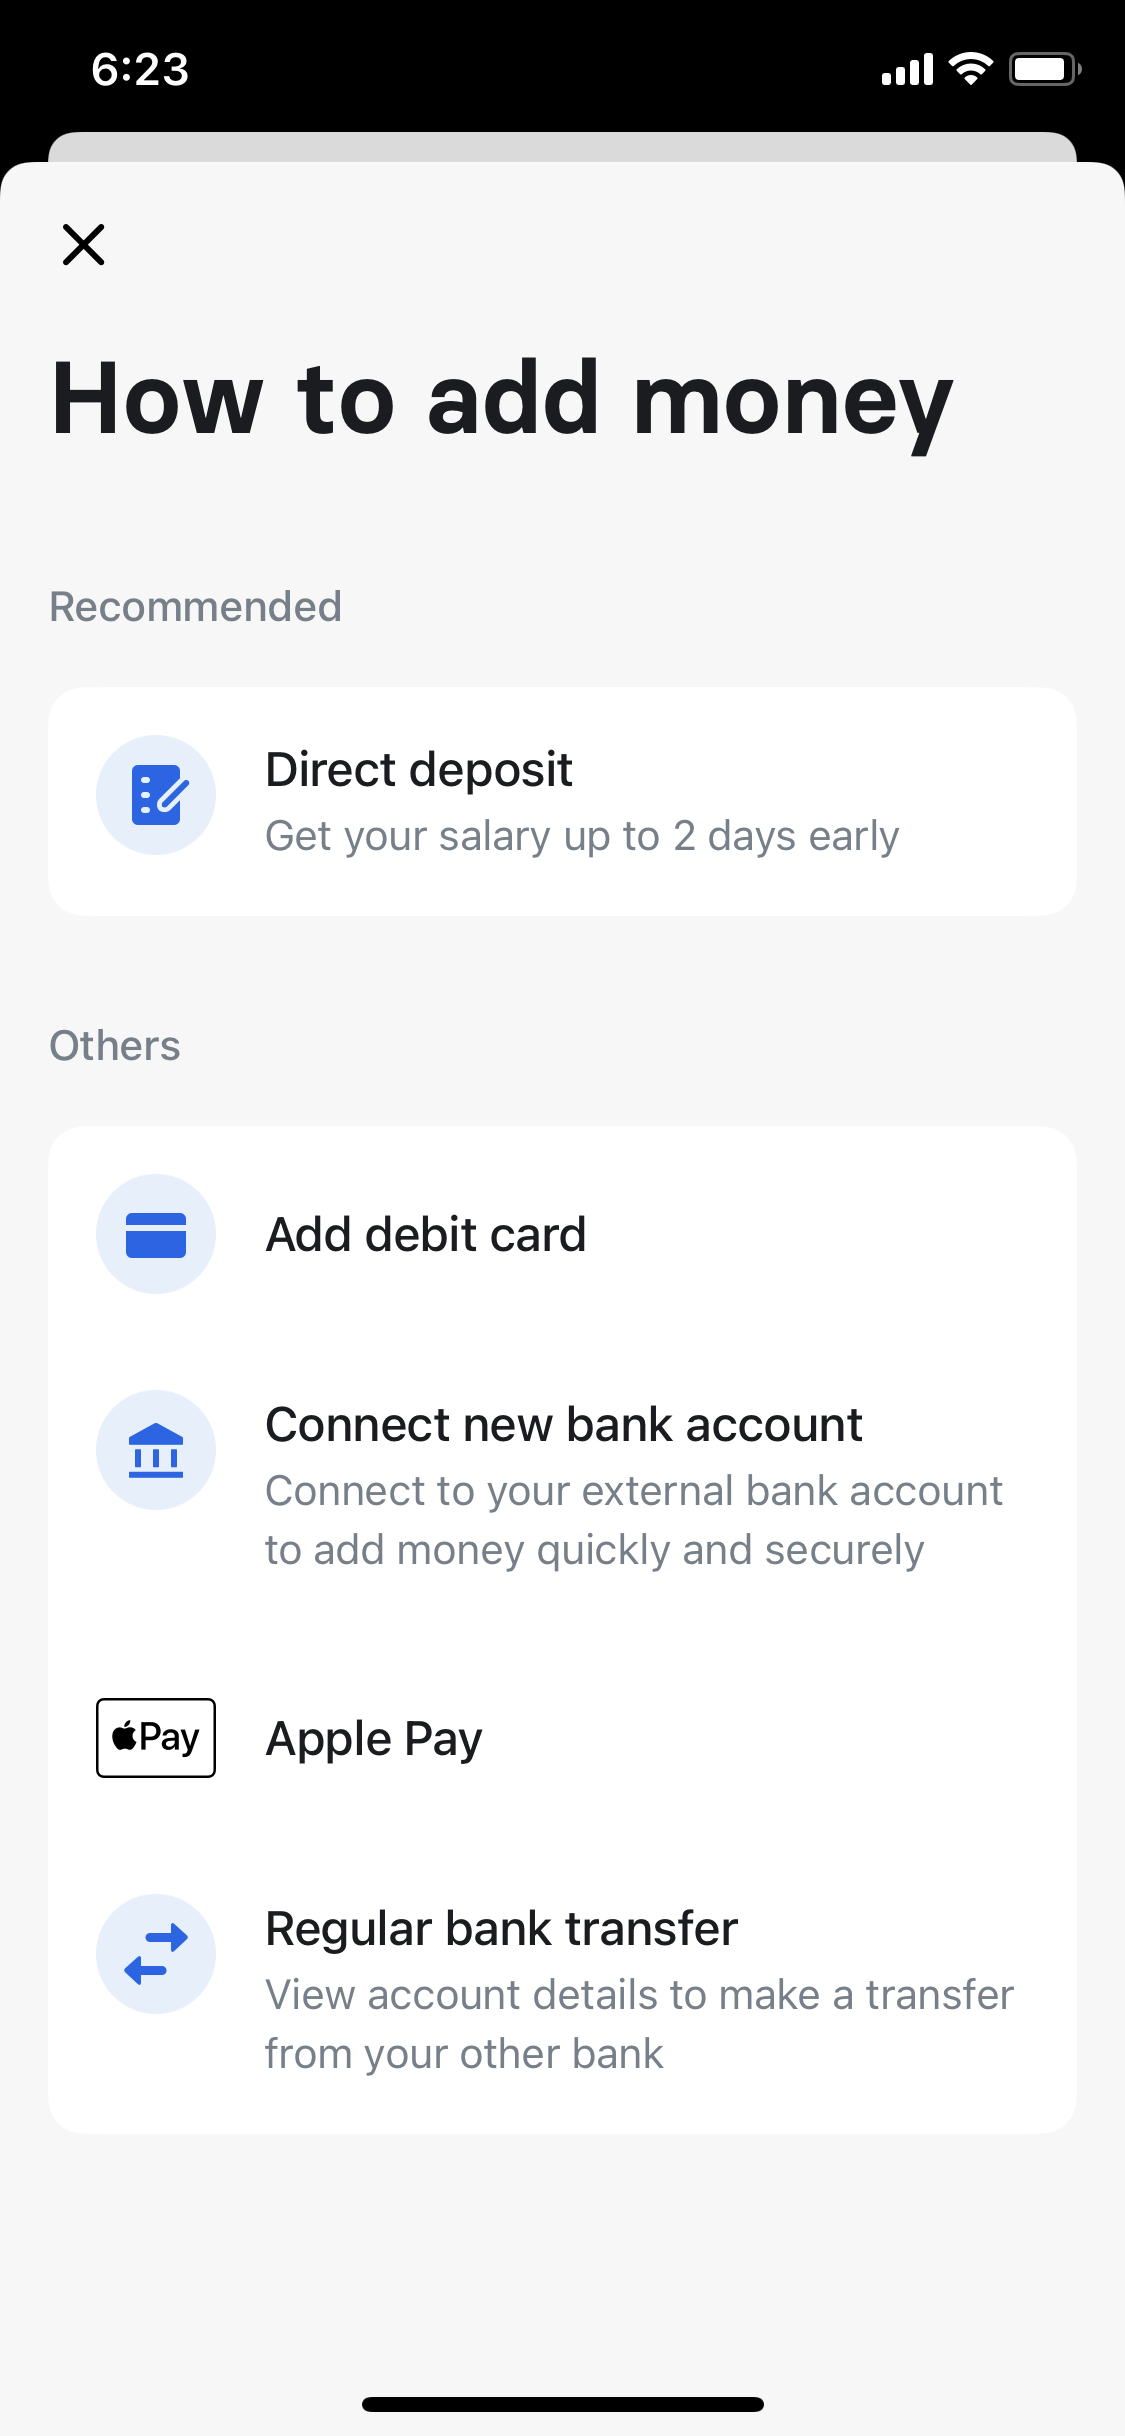 6:23
How to add money
Recommended
Direct deposit
Get your salary up to 2 days early
Others
Add debit card
Connect new bank account
Connect to your external bank account
to add money quickly and securely
Pay
Apple Pay
Regular bank transfer
View account details to make a transfer
from your other bank